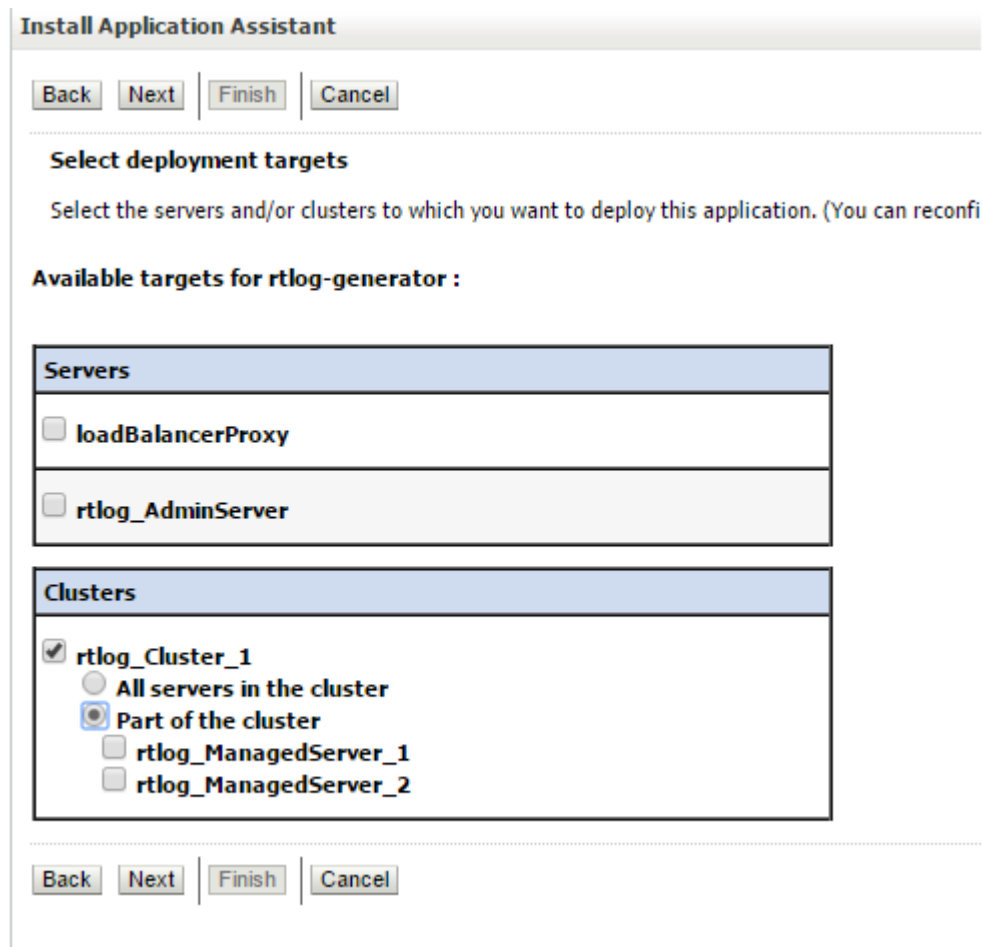 Install Application Assistant
Back Next Finish Cancel
Select deployment targets
Select the servers and/or clusters to which you want to deploy this application. (You can reconfi
Available targets for rtlog-generator :
Servers
loadBalancerProxy
rtlog_AdminServer
Clusters
rtlog_Cluster_1
All servers in the cluster
Part of the cluster
rtlog_ManagedServer_1
rtlog_ManagedServer_2
Back Next Finish Cancel